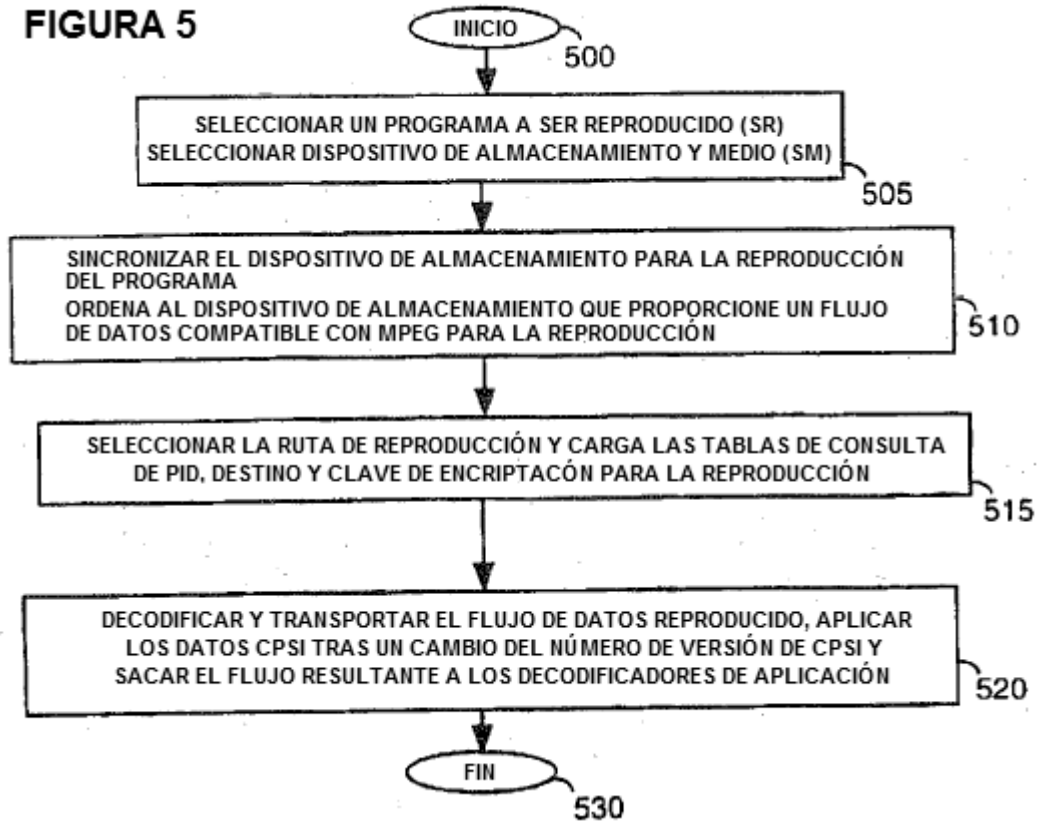 FIGURA 5
INICIO
500
SELECCIONAR UN PROGRAMA A SER REPRODUCIDO (SR)
SELECCIONAR DISPOSITIVO DE ALMACENAMIENTO Y MEDIO (SM)
505
SINCRONIZAR EL DISPOSITIVO DE ALMACENAMIENTO PARA LA REPRODUCCIÓN
DEL PROGRAMA
ORDENA AL DISPOSITIVO DE ALMACENAMIENTO QUE PROPORCIONE UN FLUJO
DE DATOS COMPATIBLE CON MPEG PARA LA REPRODUCCIÓN
510
SELECCIONAR LA RUTA DE REPRODUCCIÓN Y CARGA LAS TABLAS DE CONSULTA
DE PID, DESTINO Y CLAVE DE ENCRIPTACÓN PARA LA REPRODUCCIÓN
515
DECODIFICAR Y TRANSPORTAR EL FLUJO DE DATOS REPRODUCIDO, APLICAR
LOS DATOS CPSI TRAS UN CAMBIO DEL NÚMERO DE VERSIÓN DE CPSI Y
SACAR EL FLUJO RESULTANTE A LOS DECODIFICADORES DE APLICACIÓN
520
FIN
530